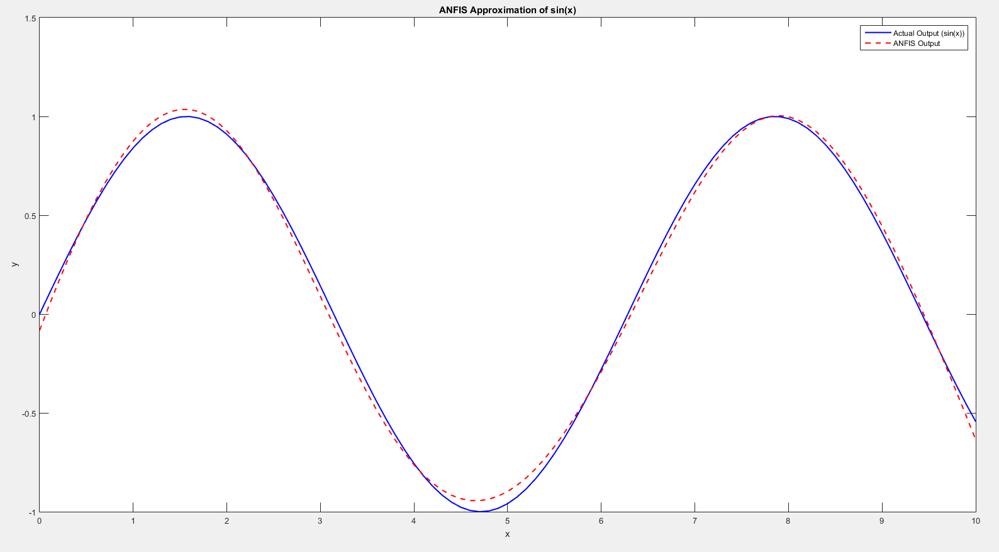 ANFIS Approximation of sin(x)
Actual Output (sin(x))
ANFIS Output
1.5
1
0.5
0
-0.5
-1
y
0 1 2 3 4 5 6 7 8 9 10
x